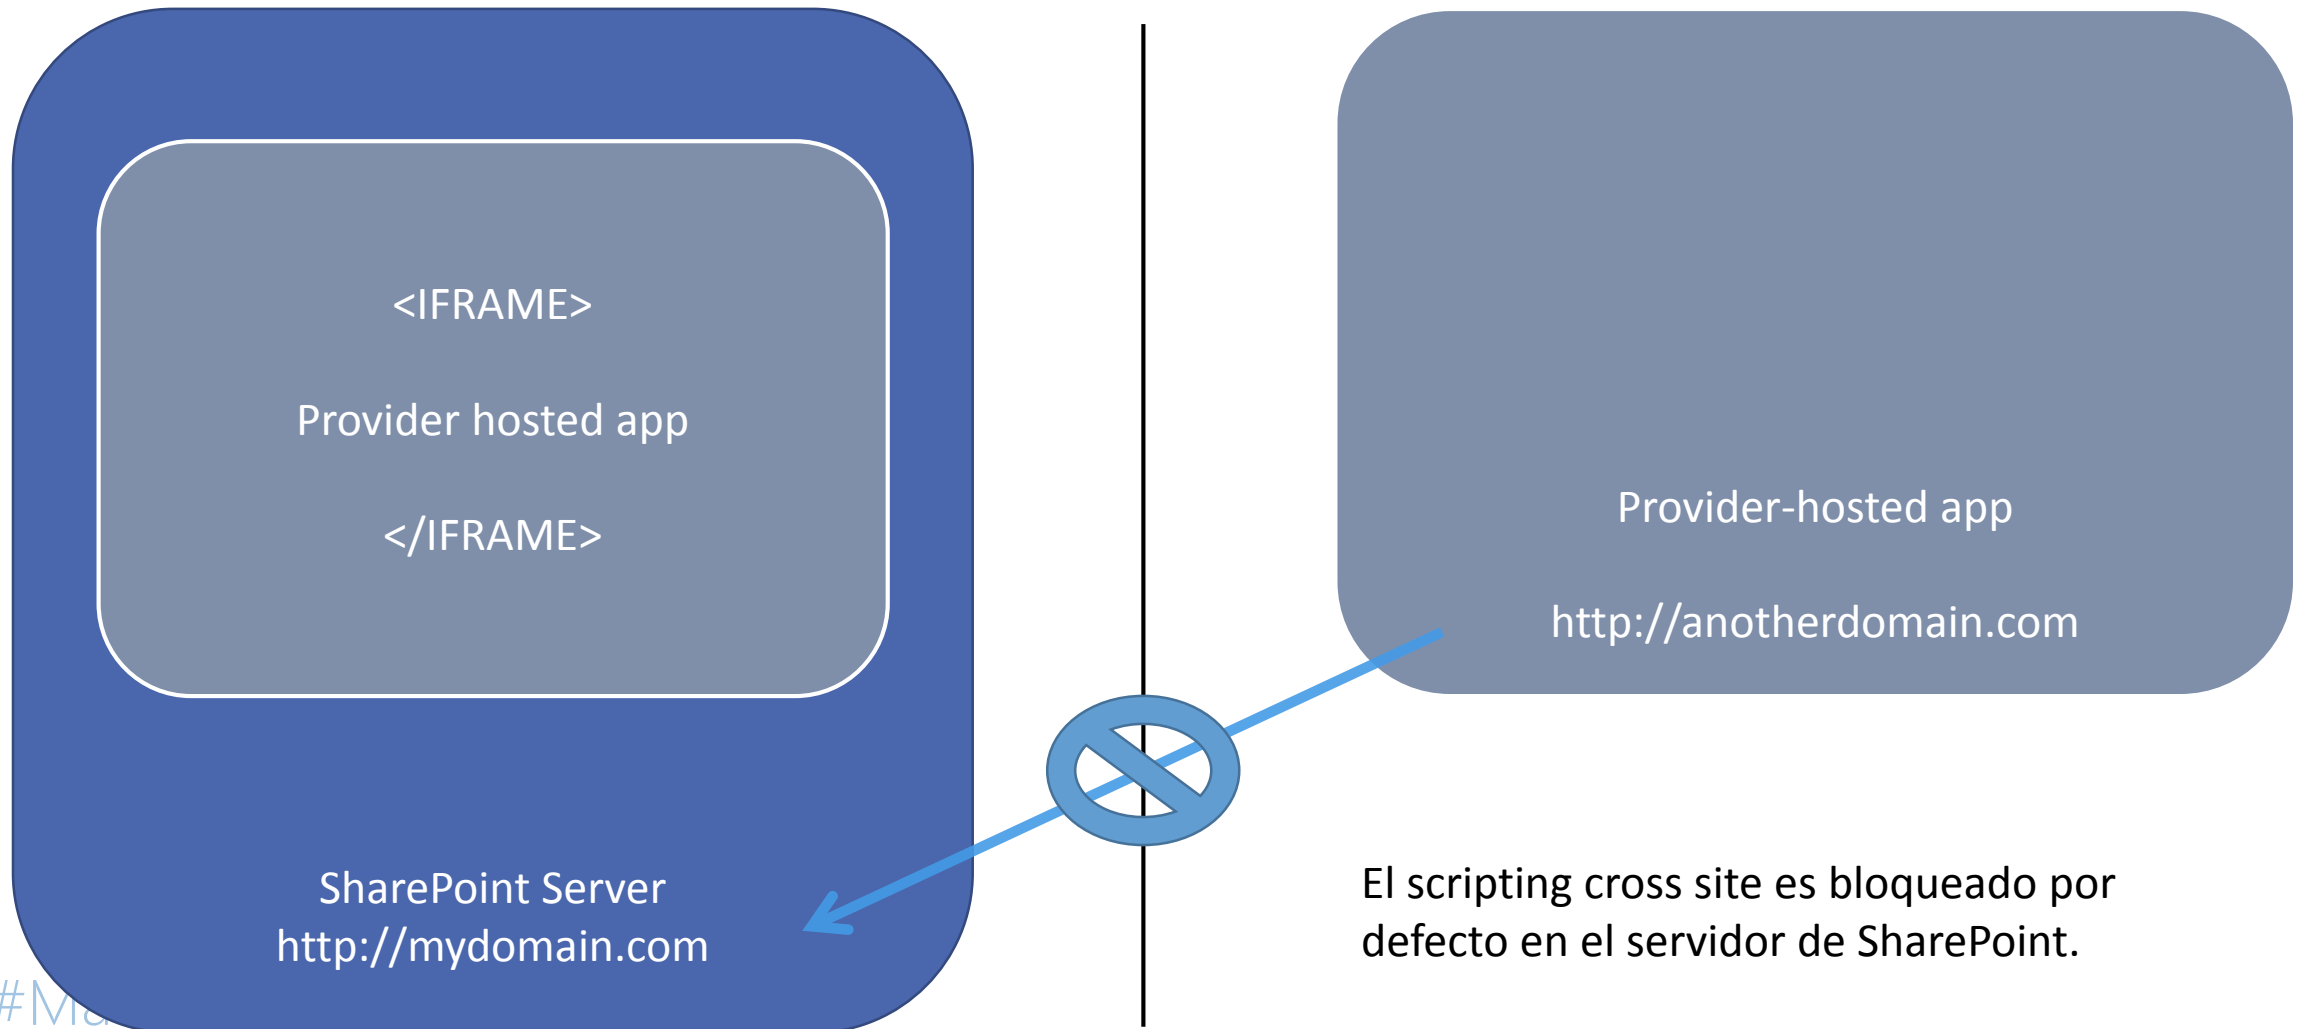 <IFRAME>
Provider hosted app
</IFRAME>
SharePoint Server
http://mydomain.com
Provider-hosted app
http://anotherdomain.com
El scripting cross site es bloqueado por
defecto en el servidor de SharePoint.